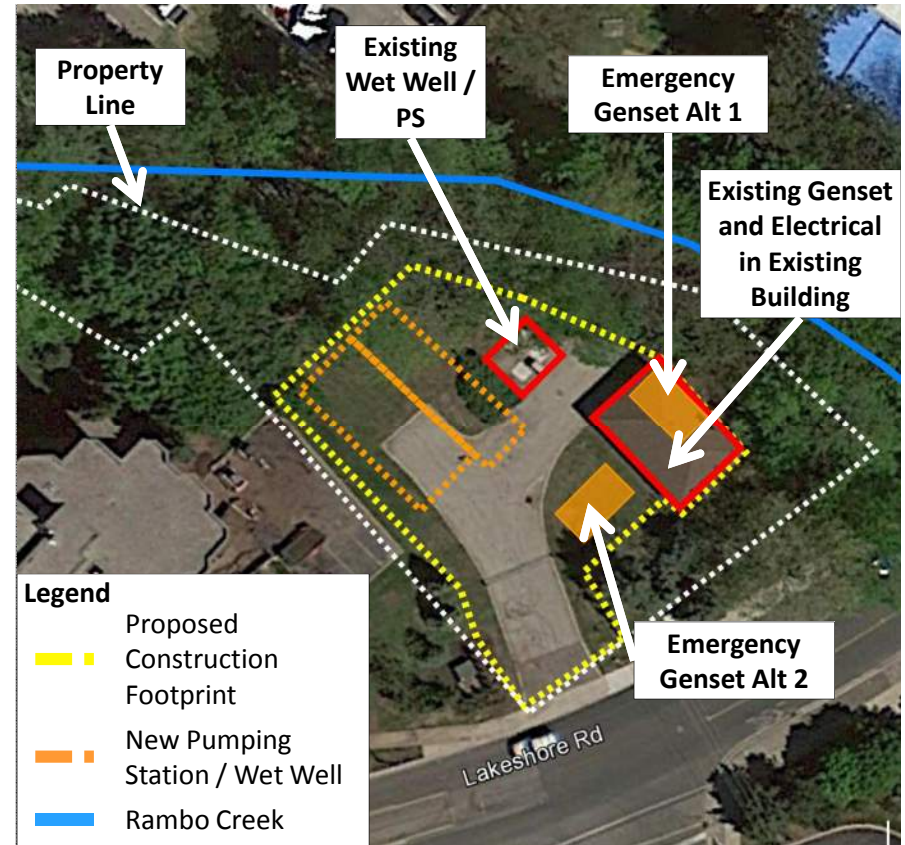 Property
Line
Existing
Wet Well /
PS
Emergency
Genset Alt 1
Existing Genset
and Electrical
in Existing
Building
Emergency
Genset Alt 2
Lakeshore Rd
Legend
Proposed
Construction
Footprint
New Pumping
Station / Wet Well
Rambo Creek